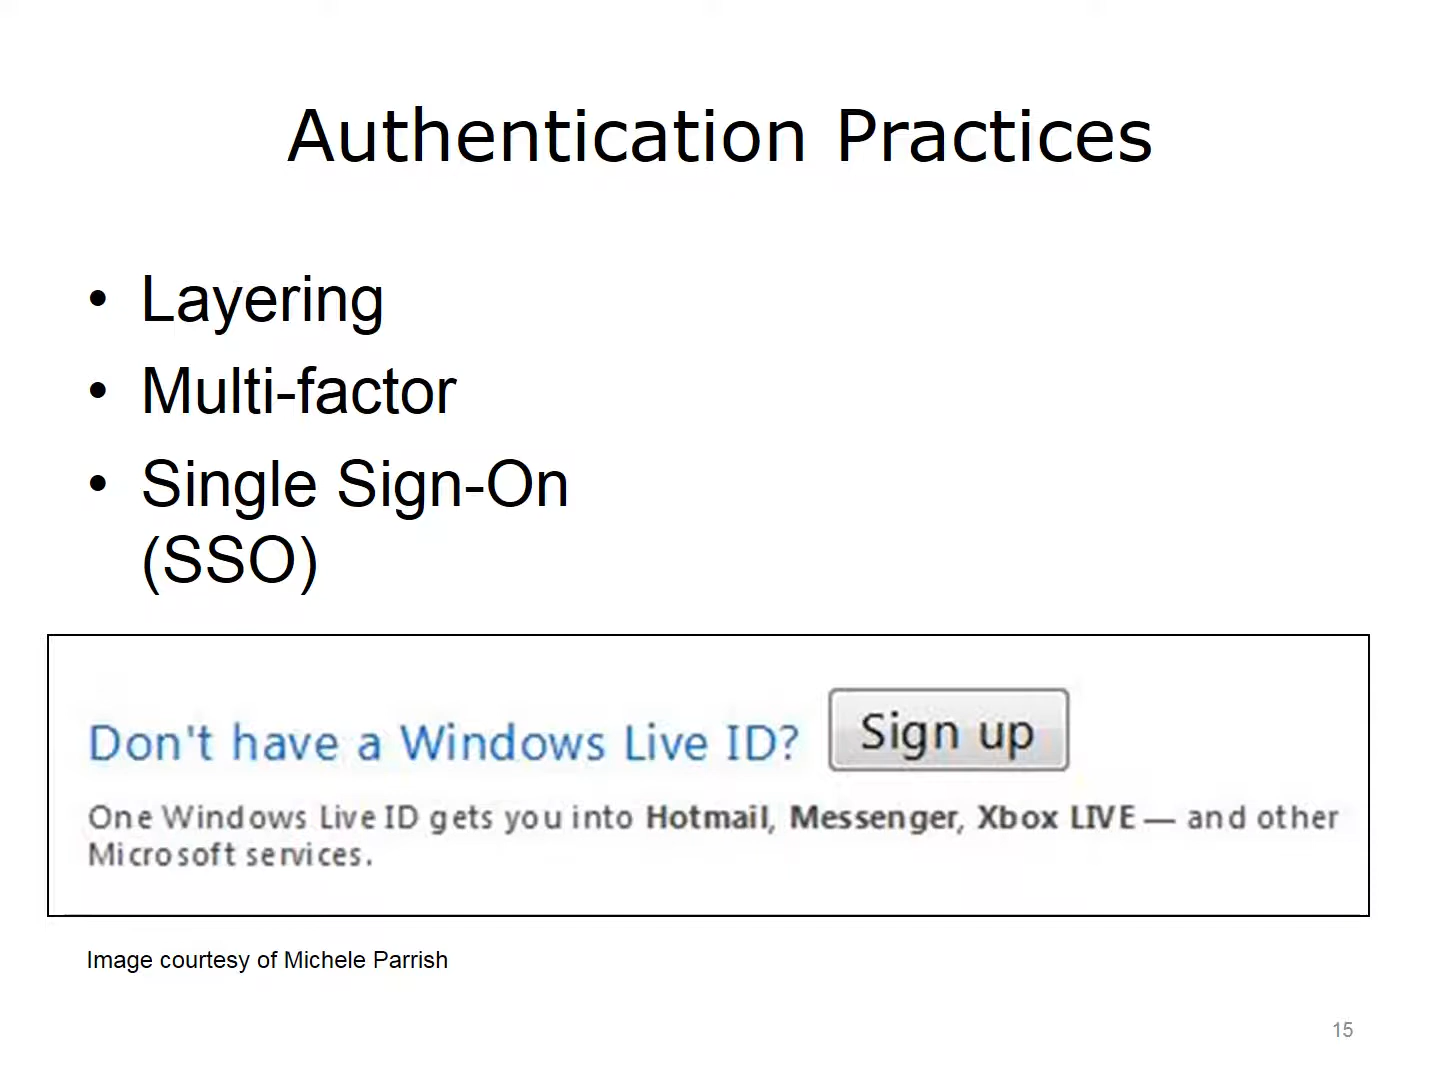 Authentication Practices
• Layering
• Multi-factor
• Single Sign-On
(SSO)
Don't have a Windows Live ID? Sign up
One Windows Live ID gets you into Hotmail, Messenger, Xbox LIVE — and other
Microsoft services.
Image courtesy of Michele Parrish
15